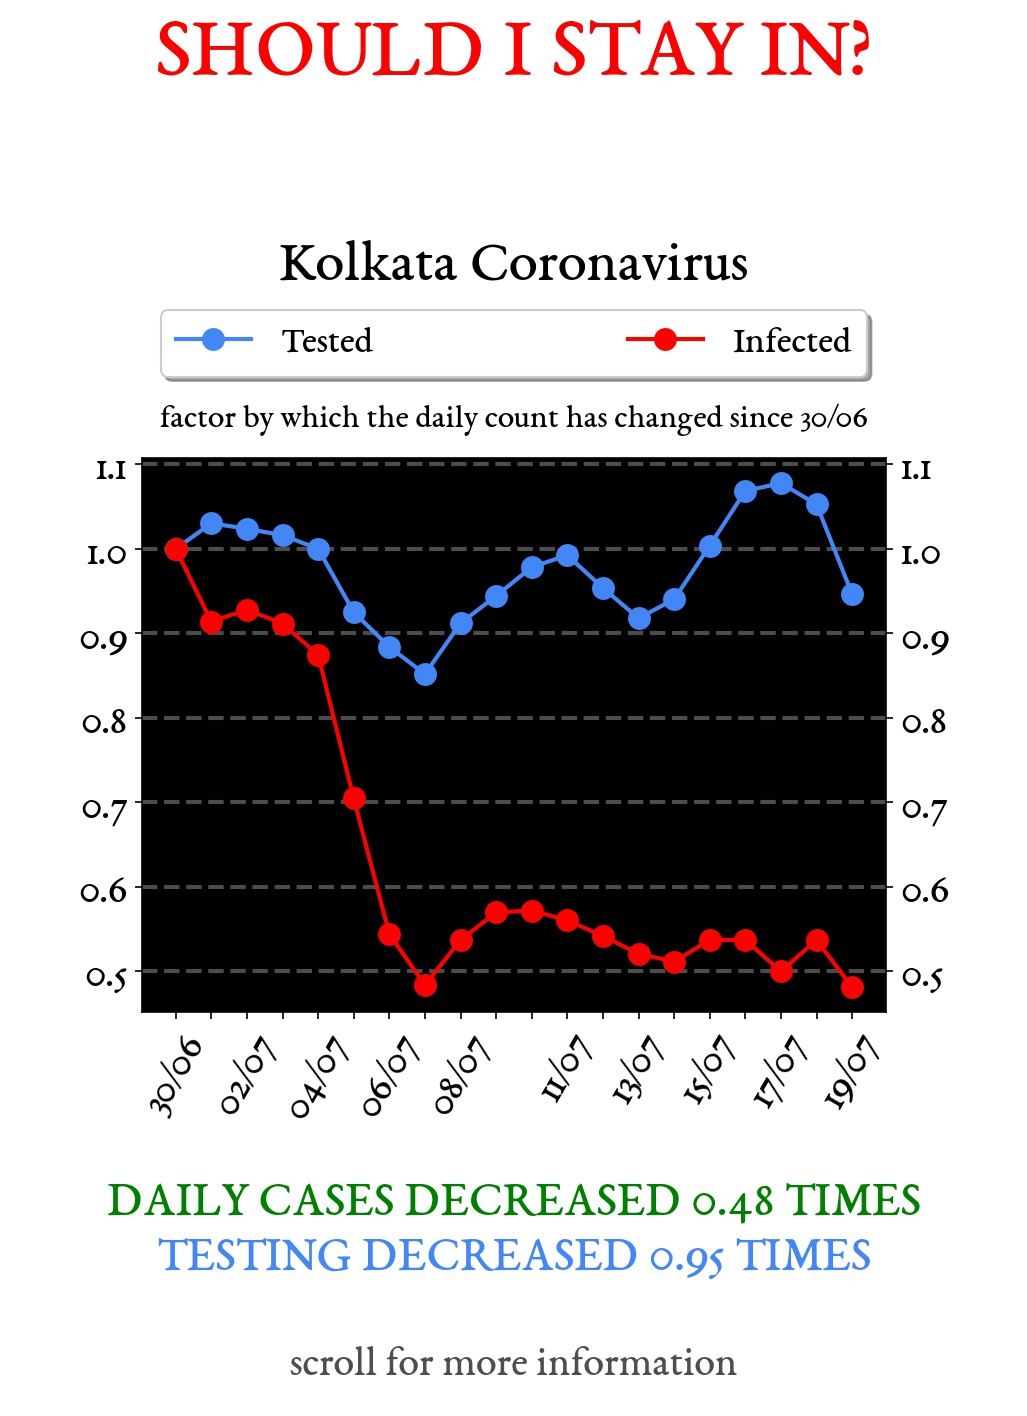 SHOULD I STAY IN?
Kolkata Coronavirus
Tested Infected
factor by which the daily count has changed since 30/06
1.1 1.1
1.0 1.0
0.9 0.9
0.8 0.8
0.7 0.7
0.6 0.6
0.5 0.5
30/06 02/07 04/07 06/07 08/07 11/07 13/07 15/07 17/07 19/07
DAILY CASES DECREASED 0.48 TIMES
TESTING DECREASED 0.95 TIMES
scroll for more information